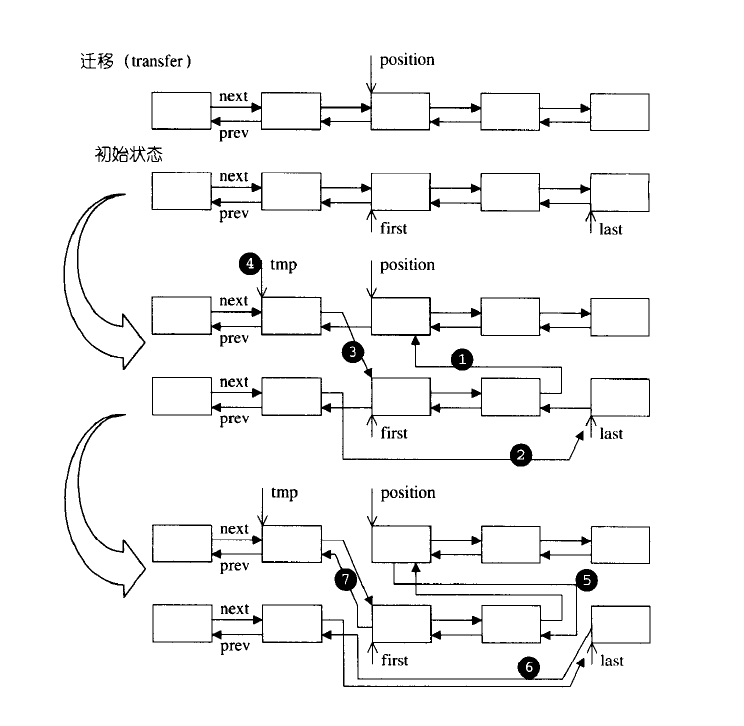 迁移 (transfer)
position
next
prev
初始状态
next
prev
first
last
4 tmp
position
next
prev
3
1
next
prev
first
last
2
tmp
position
next
prev
7
5
next
prev
first
last
6